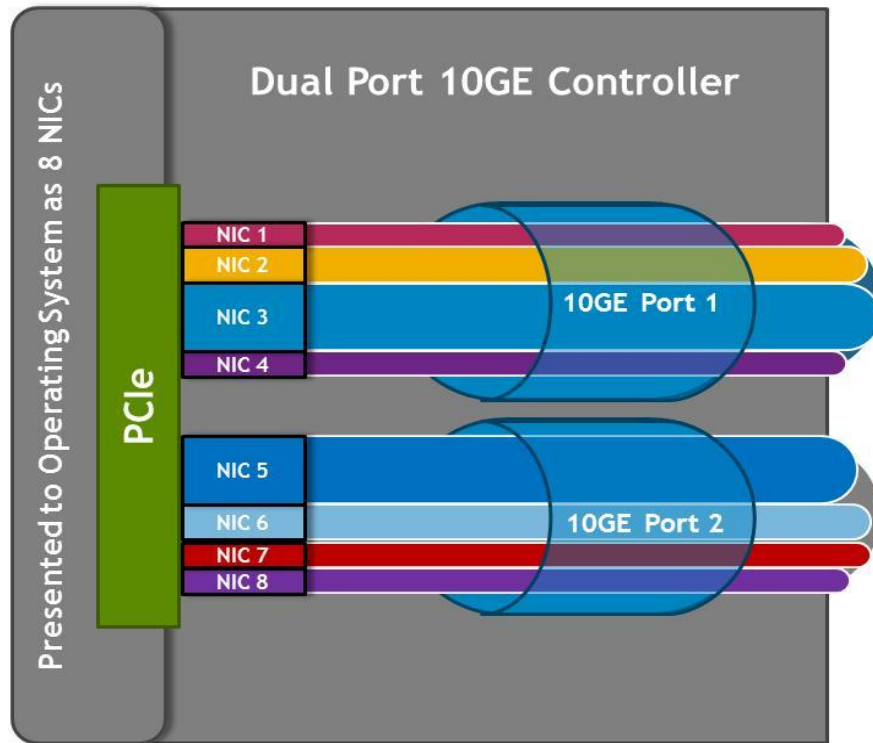 Dual Port 10GE Controller
Presented to Operating System as 8 NICs
PCIe
NIC 1
NIC 2
NIC 3
NIC 4
10GE Port 1
NIC 5
NIC 6
NIC 7
NIC 8
10GE Port 2